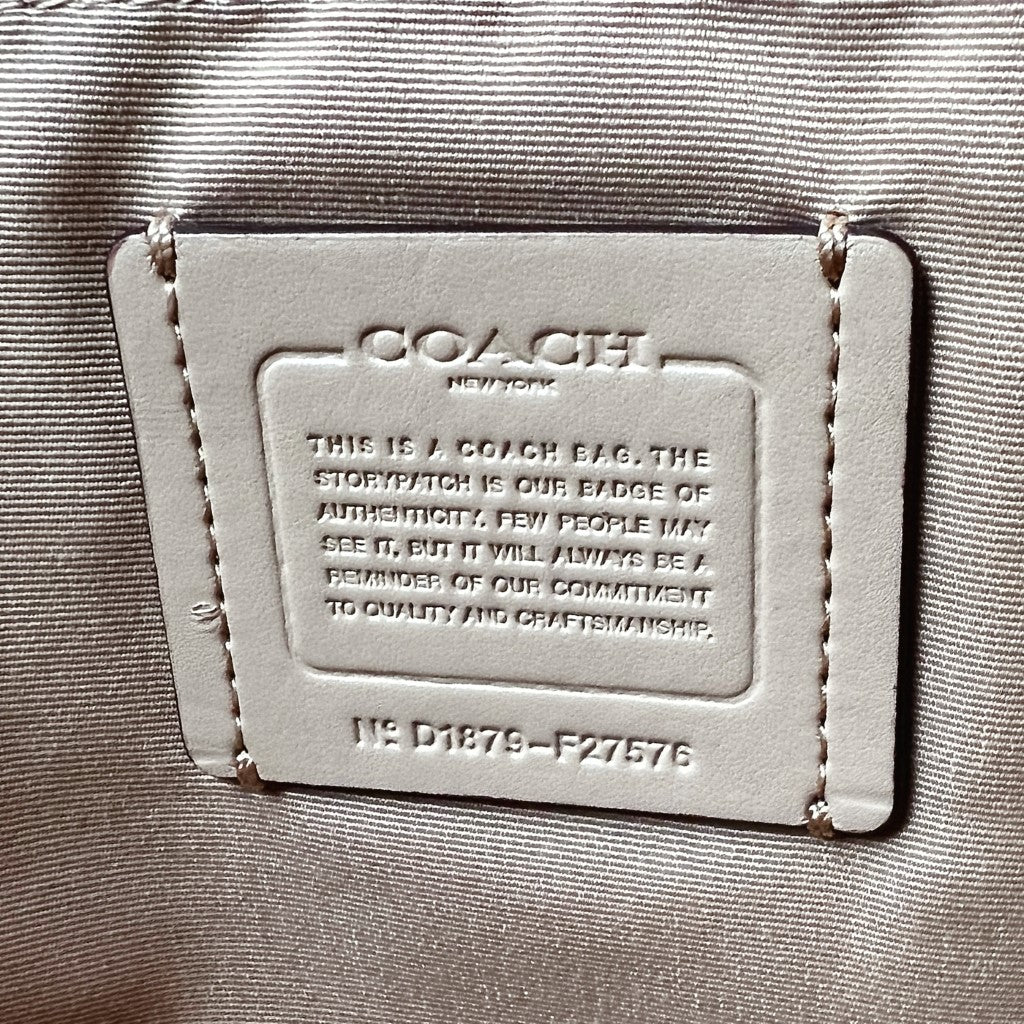 COACH
NEW YORK
THIS IS A COACH BAG. THE
STORYPATCH IS OUR BADGE OF
AUTHENTICITY. FEW PEOPLE MAY
SEE IT, BUT IT WILL ALWAYS BE A
REMINDER OF OUR COMMITMENT
TO QUALITY AND CRAFTSMANSHIP.
Nº D1879-F27576